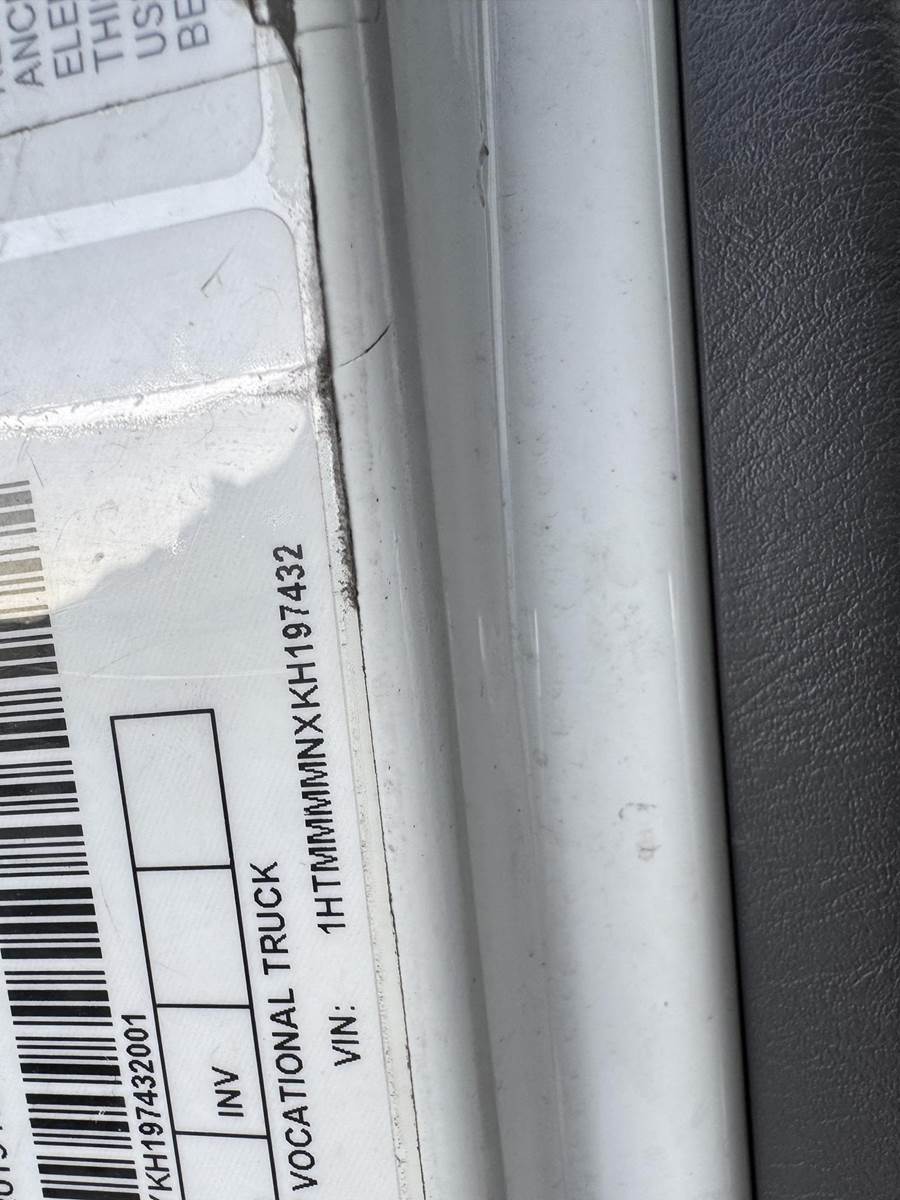 ANC
ELE
THI
US
BE
KH197432001
INV
VOCATIONAL TRUCK
VIN: 1HTMMMMNXKH197432